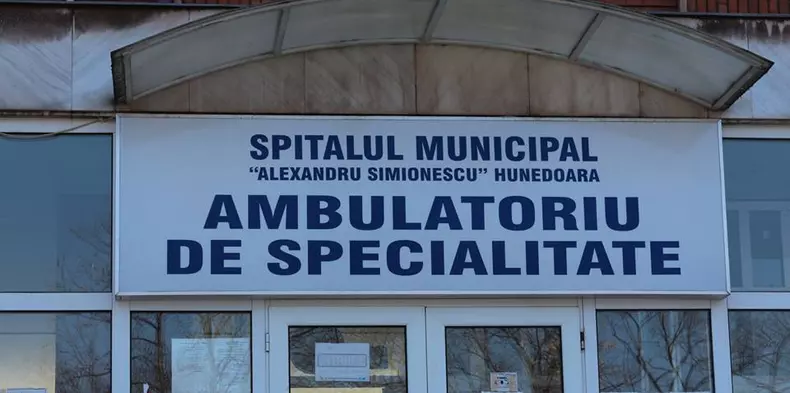 SPITALUL MUNICIPAL
"ALEXANDRU SIMIONESCU" HUNEDOARA
AMBULATORIU
DE SPECIALITATE